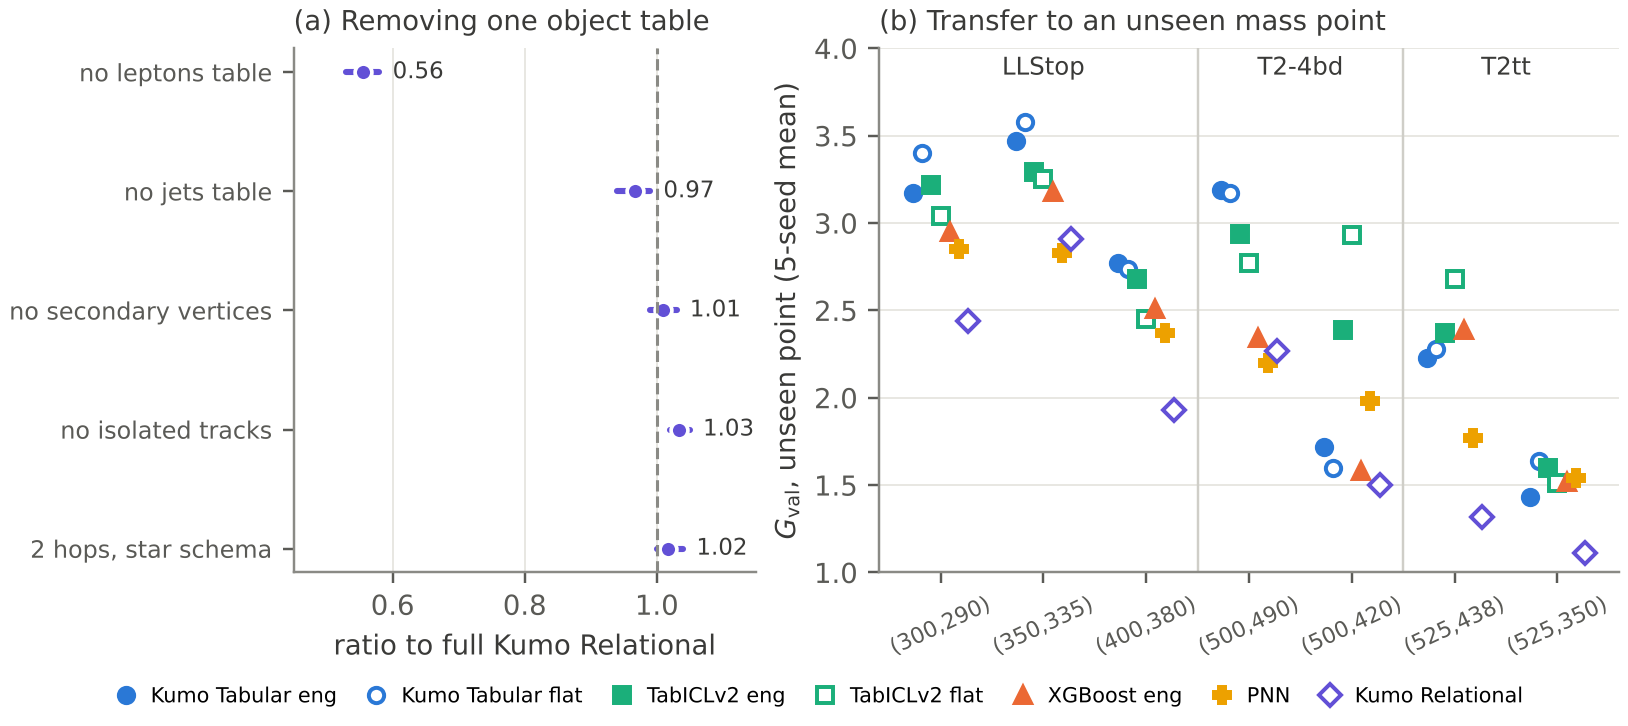 (a) Removing one object table
no leptons table
0.56
no jets table
0.97
no secondary vertices
1.01
no isolated tracks
1.03
2 hops, star schema
1.02
0.6 0.8 1.0
ratio to full Kumo Relational
(b) Transfer to an unseen mass point
LLStop T2-4bd T2tt
G_val, unseen point (5-seed mean)
4.0
3.5
3.0
2.5
2.0
1.5
1.0
(300,290) (350,335) (400,380) (500,490) (500,420) (525,438) (525,350)
Kumo Tabular eng Kumo Tabular flat TabICLv2 eng TabICLv2 flat XGBoost eng PNN Kumo Relational